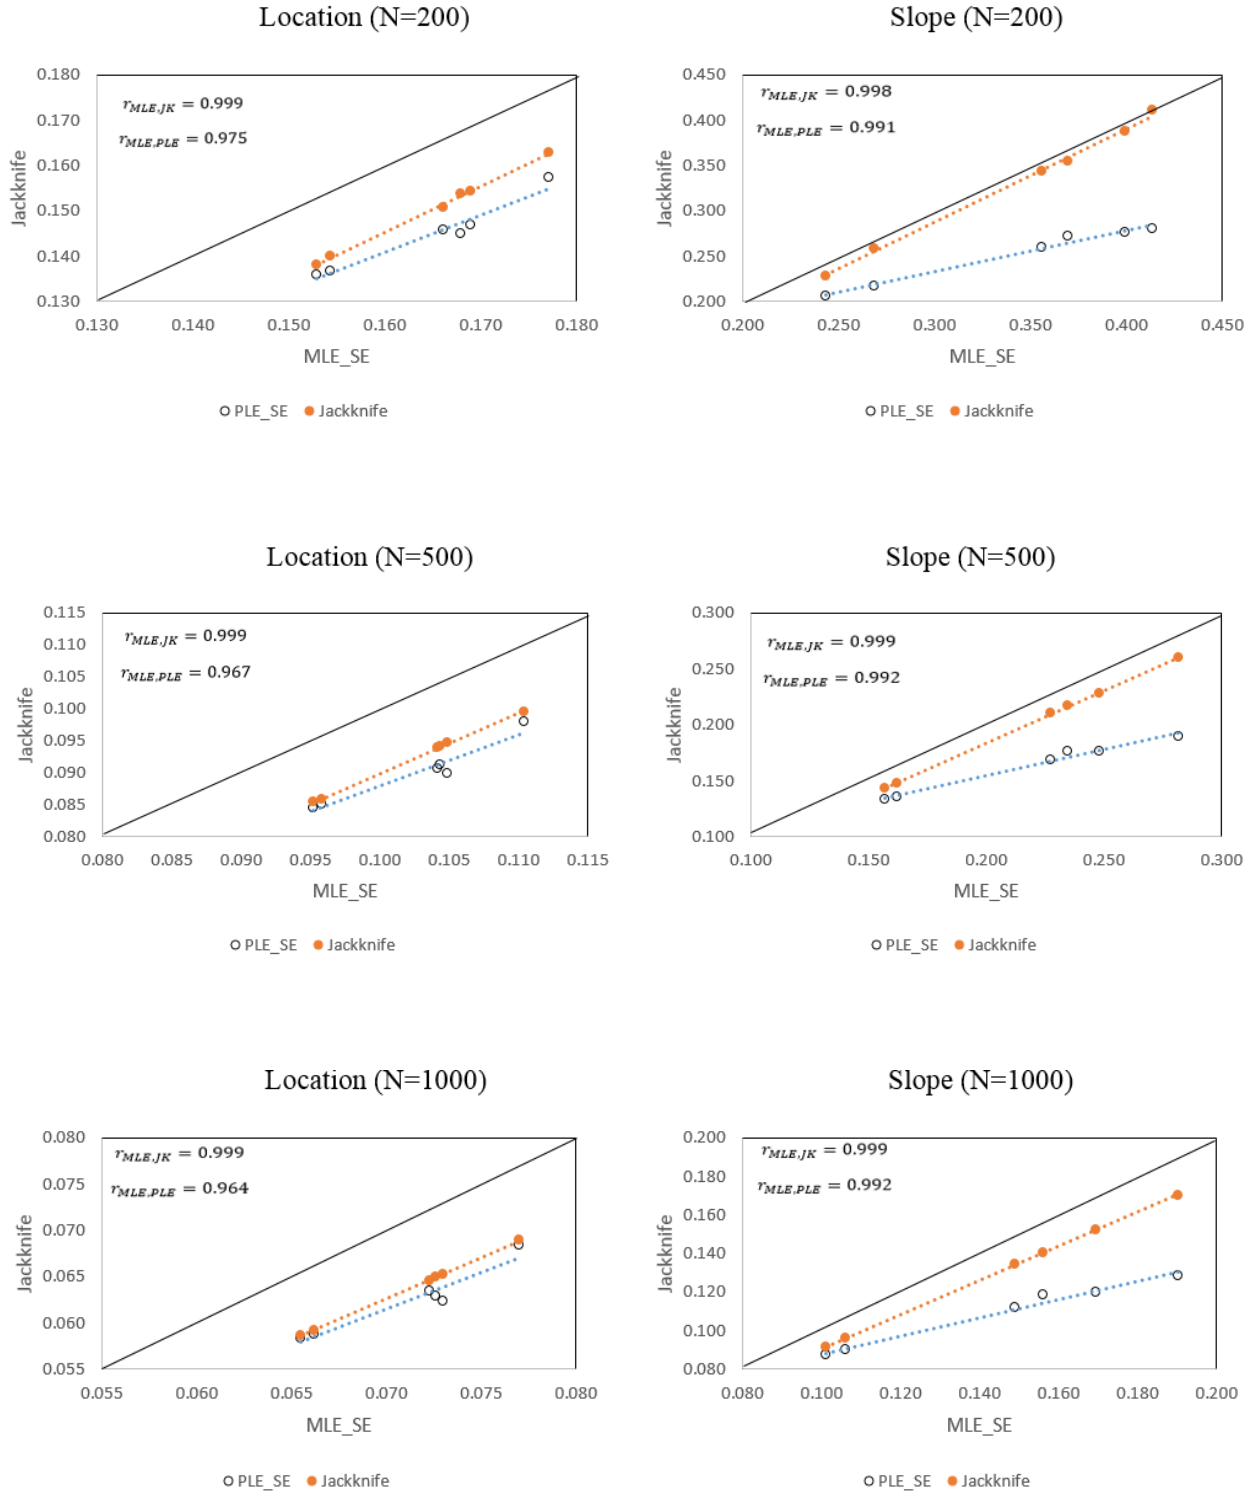 Location (N=200)
0.180
0.170
0.160
0.150
0.140
0.130
Jackknife
r_MLE,JK = 0.999
r_MLE,PLE = 0.975
0.130 0.140 0.150 0.160 0.170 0.180
MLE_SE
PLE_SE Jackknife
Slope (N=200)
0.450
0.400
0.350
0.300
0.250
0.200
Jackknife
r_MLE,JK = 0.998
r_MLE,PLE = 0.991
0.200 0.250 0.300 0.350 0.400 0.450
MLE_SE
PLE_SE Jackknife
Location (N=500)
0.115
0.110
0.105
0.100
0.095
0.090
0.085
0.080
Jackknife
r_MLE,JK = 0.999
r_MLE,PLE = 0.967
0.080 0.085 0.090 0.095 0.100 0.105 0.110 0.115
MLE_SE
PLE_SE Jackknife
Slope (N=500)
0.300
0.250
0.200
0.150
0.100
Jackknife
r_MLE,JK = 0.999
r_MLE,PLE = 0.992
0.100 0.150 0.200 0.250 0.300
MLE_SE
PLE_SE Jackknife
Location (N=1000)
0.080
0.075
0.070
0.065
0.060
0.055
Jackknife
r_MLE,JK = 0.999
r_MLE,PLE = 0.964
0.055 0.060 0.065 0.070 0.075 0.080
MLE_SE
PLE_SE Jackknife
Slope (N=1000)
0.200
0.180
0.160
0.140
0.120
0.100
0.080
Jackknife
r_MLE,JK = 0.999
r_MLE,PLE = 0.992
0.080 0.100 0.120 0.140 0.160 0.180 0.200
MLE_SE
PLE_SE Jackknife